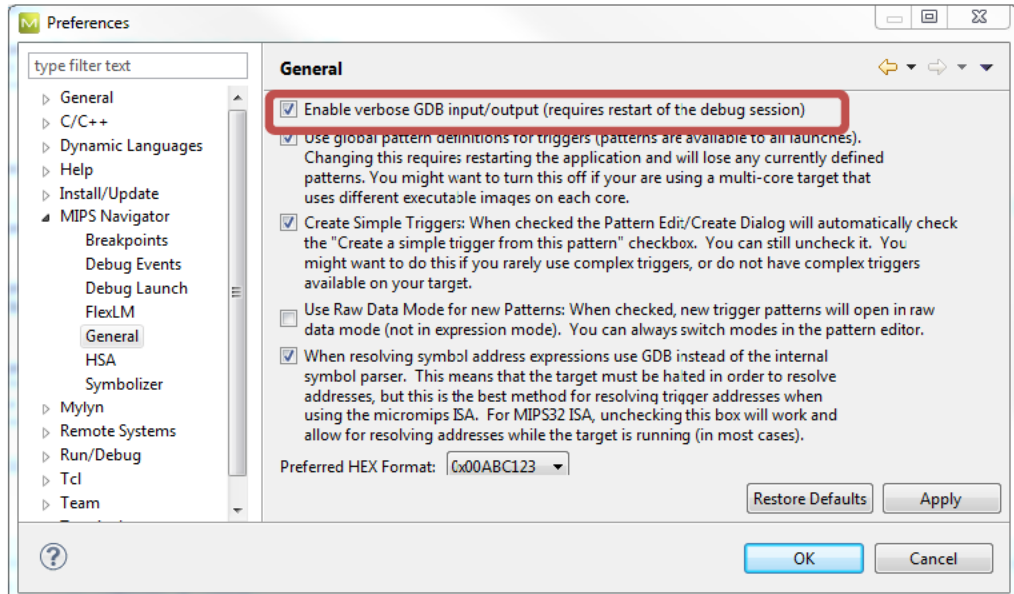 Preferences
type filter text
General
C/C++
Dynamic Languages
Help
Install/Update
MIPS Navigator
Breakpoints
Debug Events
Debug Launch
FlexLM
General
HSA
Symbolizer
Mylyn
Remote Systems
Run/Debug
Tcl
Team
General
Enable verbose GDB input/output (requires restart of the debug session)
Use global pattern definitions for triggers (patterns are available to all launches).
Changing this requires restarting the application and will lose any currently defined
patterns. You might want to turn this off if your are using a multi-core target that
uses different executable images on each core.
Create Simple Triggers: When checked the Pattern Edit/Create Dialog will automatically check
the "Create a simple trigger from this pattern" checkbox. You can still uncheck it. You
might want to do this if you rarely use complex triggers, or do not have complex triggers
available on your target.
Use Raw Data Mode for new Patterns: When checked, new trigger patterns will open in raw
data mode (not in expression mode). You can always switch modes in the pattern editor.
When resolving symbol address expressions use GDB instead of the internal
symbol parser. This means that the target must be halted in order to resolve
addresses, but this is the best method for resolving trigger addresses when
using the micromips ISA. For MIPS32 ISA, unchecking this box will work and
allow for resolving addresses while the target is running (in most cases).
Preferred HEX Format: 0x00ABC123
Restore Defaults
Apply
OK
Cancel